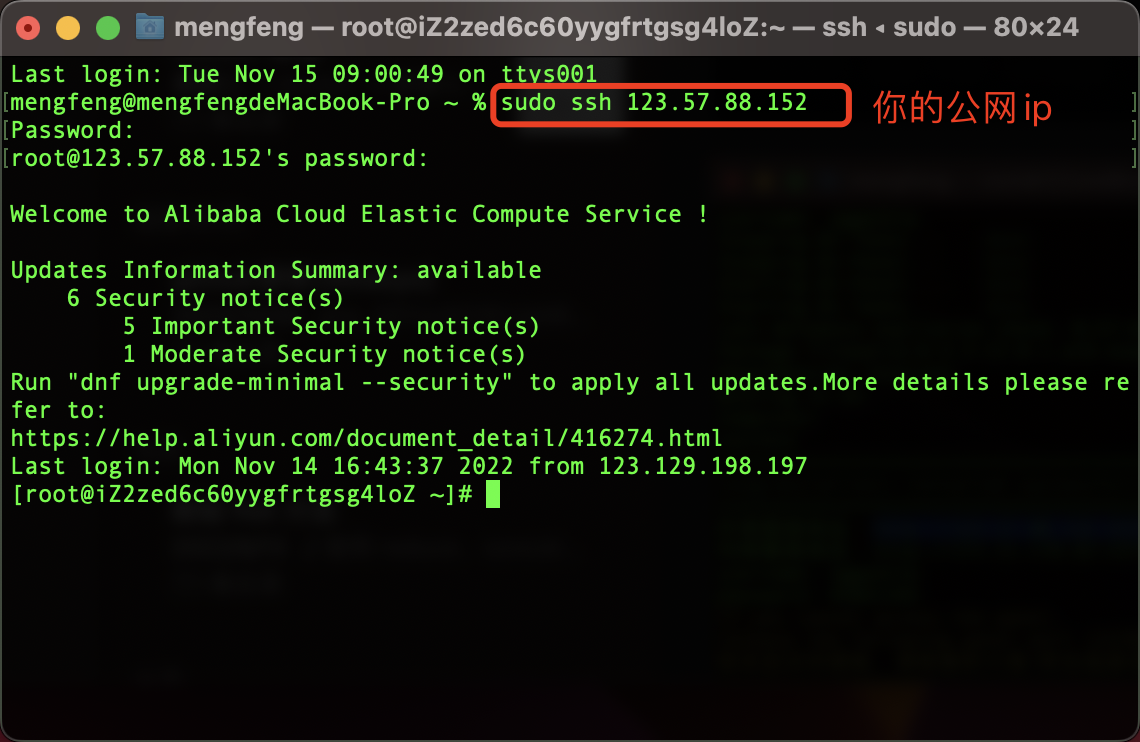 mengfeng — root@iZ2zed6c60yygfrtgsg4loZ:~ — ssh ◂ sudo — 80×24
Last login: Tue Nov 15 09:00:49 on ttys001
[mengfeng@mengfengdeMacBook-Pro ~ % sudo ssh 123.57.88.152 ]
你的公网ip
[Password: ]
[root@123.57.88.152's password: ]
Welcome to Alibaba Cloud Elastic Compute Service !
Updates Information Summary: available
6 Security notice(s)
5 Important Security notice(s)
1 Moderate Security notice(s)
Run "dnf upgrade-minimal --security" to apply all updates.More details please re
fer to:
https://help.aliyun.com/document_detail/416274.html
Last login: Mon Nov 14 16:43:37 2022 from 123.129.198.197
[root@iZ2zed6c60yygfrtgsg4loZ ~]#